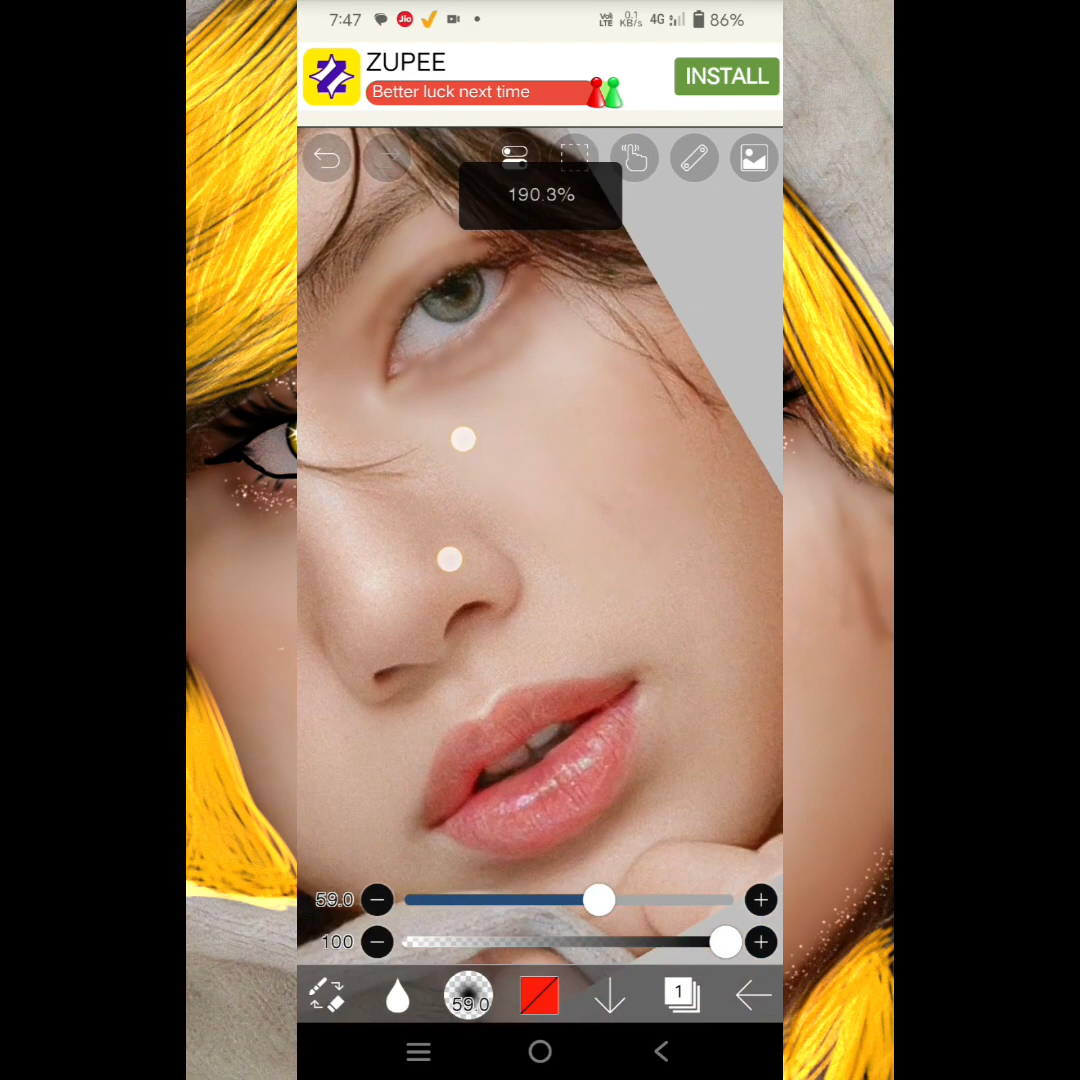 7:47 Jio Vo LTE 0.1 KB/s 4G 86%
ZUPEE
Better luck next time
INSTALL
190.3%
59.0
100
59.0
1